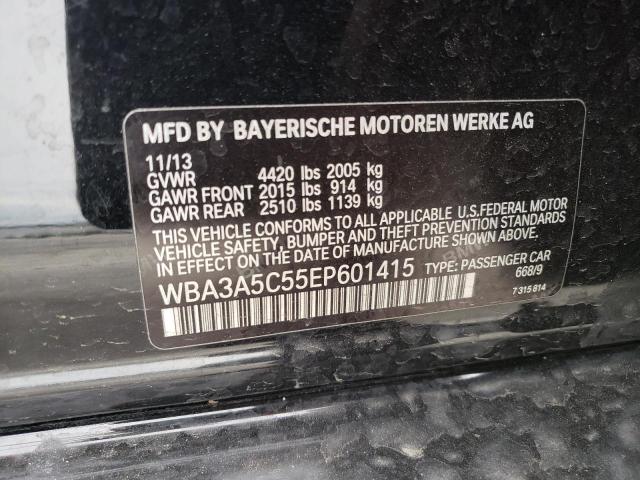 MFD BY BAYERISCHE MOTOREN WERKE AG
11/13
GVWR 4420 lbs 2005 kg
GAWR FRONT 2015 lbs 914 kg
GAWR REAR 2510 lbs 1139 kg
THIS VEHICLE CONFORMS TO ALL APPLICABLE U.S.FEDERAL MOTOR
VEHICLE SAFETY, BUMPER AND THEFT PREVENTION STANDARDS
IN EFFECT ON THE DATE OF MANUFACTURE SHOWN ABOVE.
WBA3A5C55EP601415 TYPE: PASSENGER CAR
668/9
7 315 814